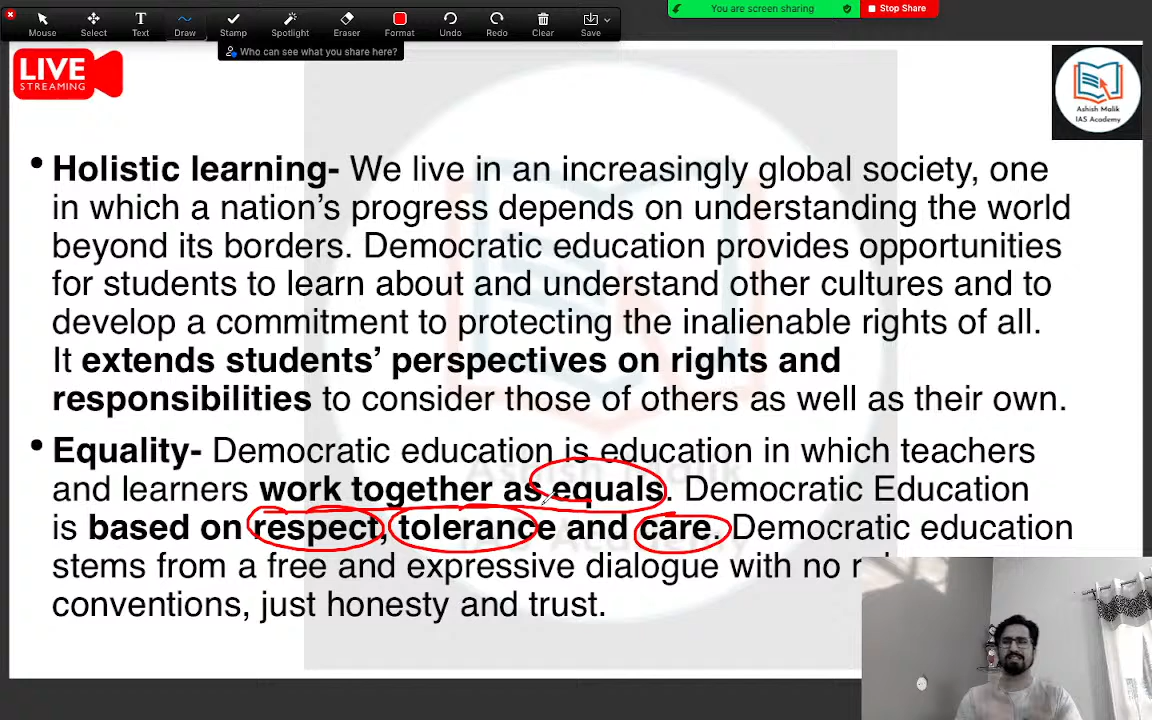 Mouse Select Text Draw Stamp Spotlight Eraser Format Undo Redo Clear Save
You are screen sharing Stop Share
Who can see what you share here?
LIVE
STREAMING
Ashish Malik
IAS Academy
• Holistic learning- We live in an increasingly global society, one
in which a nation’s progress depends on understanding the world
beyond its borders. Democratic education provides opportunities
for students to learn about and understand other cultures and to
develop a commitment to protecting the inalienable rights of all.
It extends students’ perspectives on rights and
responsibilities to consider those of others as well as their own.
• Equality- Democratic education is education in which teachers
and learners work together as equals. Democratic Education
is based on respect, tolerance and care. Democratic education
stems from a free and expressive dialogue with no
conventions, just honesty and trust.